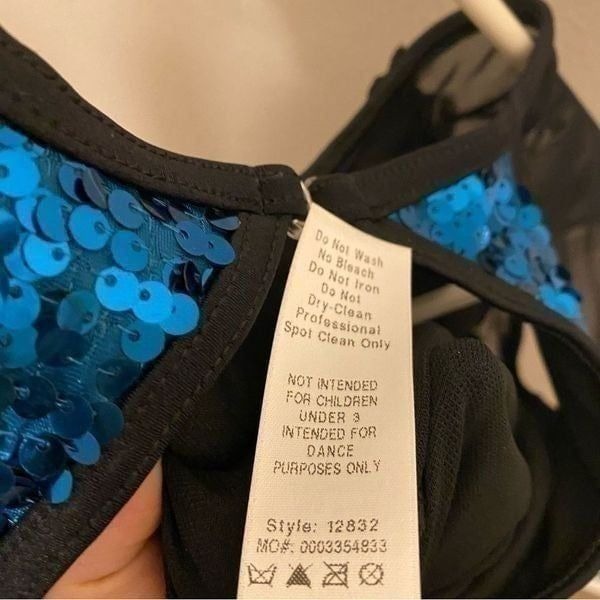 Do Not Wash
No Bleach
Do Not Iron
Do Not
Dry-Clean
Professional
Spot Clean Only
NOT INTENDED
FOR CHILDREN
UNDER 3
INTENDED FOR
DANCE
PURPOSES ONLY
Style: 12832
MO#: 0003354833